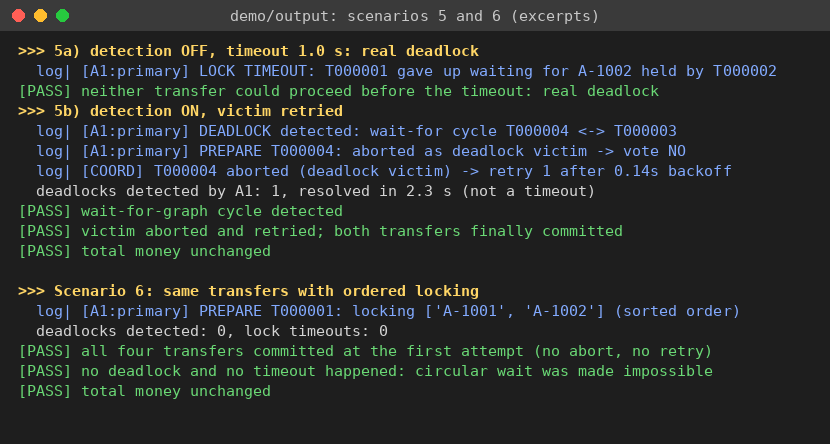 demo/output: scenarios 5 and 6 (excerpts)
>>> 5a) detection OFF, timeout 1.0 s: real deadlock
log| [A1:primary] LOCK TIMEOUT: T000001 gave up waiting for A-1002 held by T000002
[PASS] neither transfer could proceed before the timeout: real deadlock
>>> 5b) detection ON, victim retried
log| [A1:primary] DEADLOCK detected: wait-for cycle T000004 <-> T000003
log| [A1:primary] PREPARE T000004: aborted as deadlock victim -> vote NO
log| [COORD] T000004 aborted (deadlock victim) -> retry 1 after 0.14s backoff
deadlocks detected by A1: 1, resolved in 2.3 s (not a timeout)
[PASS] wait-for-graph cycle detected
[PASS] victim aborted and retried; both transfers finally committed
[PASS] total money unchanged
>>> Scenario 6: same transfers with ordered locking
log| [A1:primary] PREPARE T000001: locking ['A-1001', 'A-1002'] (sorted order)
deadlocks detected: 0, lock timeouts: 0
[PASS] all four transfers committed at the first attempt (no abort, no retry)
[PASS] no deadlock and no timeout happened: circular wait was made impossible
[PASS] total money unchanged